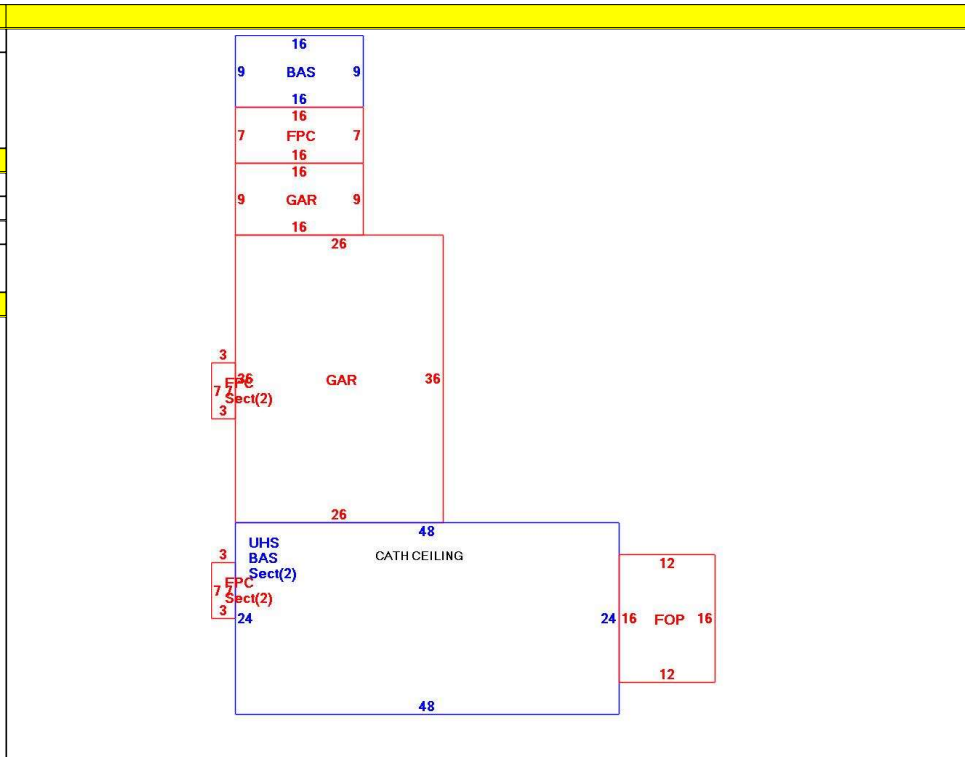 16
9 BAS 9
16
16
7 FPC 7
16
16
9 GAR 9
16
26
3
36 GAR 36
FPC
7 7
Sect(2)
3
26
48
UHS
BAS
Sect(2)
CATH CEILING
3
FPC
7 7
Sect(2)
3
24
24
12
16 FOP 16
12
48